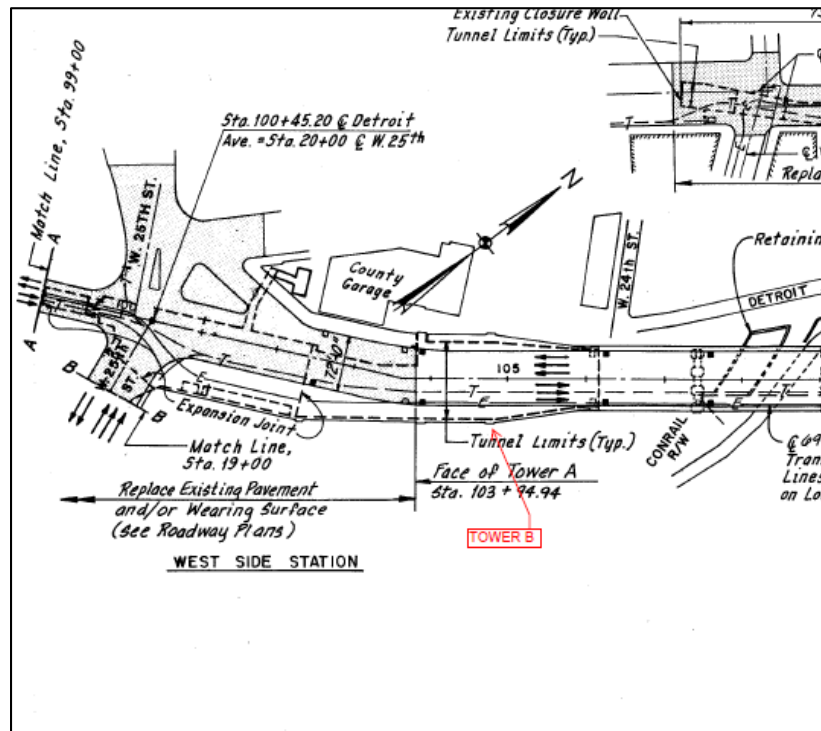 Existing Closure Wall
Tunnel Limits (Typ.)
Sta. 100+45.20 ℄ Detroit
Ave. = Sta. 20+00 ℄ W. 25th
Match Line, Sta. 99+00
A
A
W. 25TH ST.
N
County
Garage
W. 24th ST.
DETROIT
72'-0"
105
T
E
T
E
T
T
B
B
W. 25th
ST.
Expansion Joint
Match Line,
Sta. 19+00
Tunnel Limits (Typ.)
Face of Tower A
Sta. 103 + 94.94
CONRAIL
R/W
Lines
on Lo
Replace Existing Pavement
and/or Wearing Surface
(see Roadway Plans)
TOWER B
WEST SIDE STATION